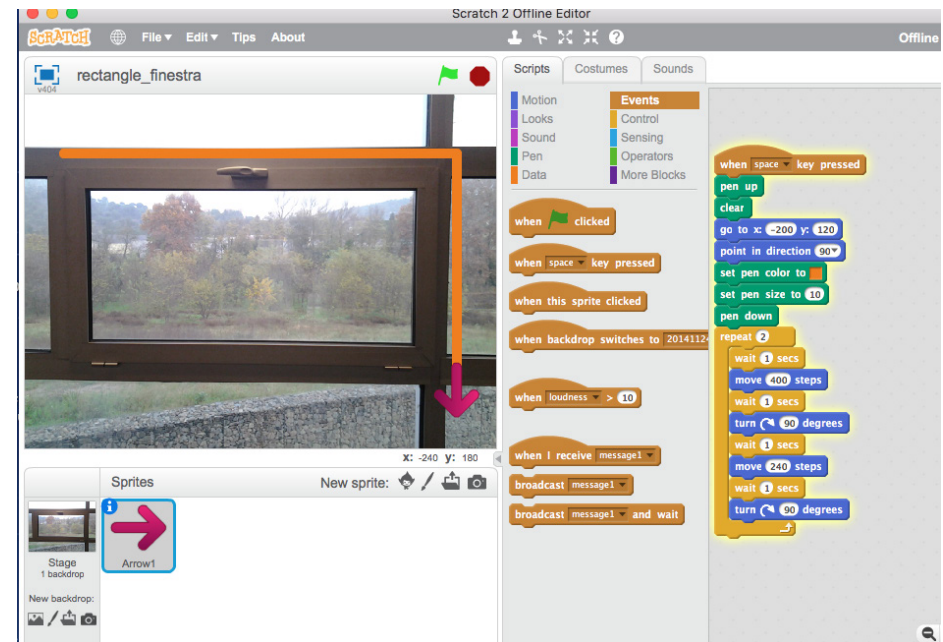 Scratch 2 Offline Editor
SCRATCH File Edit Tips About Offline
v404
rectangle_finestra
x: -240 y: 180
Sprites New sprite:
Stage
1 backdrop
New backdrop:
Arrow1
Scripts Costumes Sounds
Motion Events
Looks Control
Sound Sensing
Pen Operators
Data More Blocks
when clicked
when space key pressed
when this sprite clicked
when backdrop switches to 2014112
when loudness > 10
when I receive message1
broadcast message1
broadcast message1 and wait
when space key pressed
pen up
clear
go to x: -200 y: 120
point in direction 90
set pen color to
set pen size to 10
pen down
repeat 2
wait 1 secs
move 400 steps
wait 1 secs
turn 90 degrees
wait 1 secs
move 240 steps
wait 1 secs
turn 90 degrees